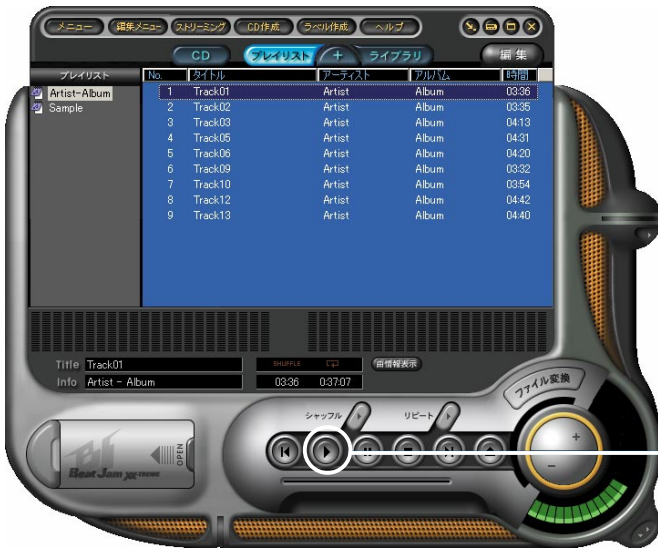 メニュー 編集メニュー ストリーミング CD作成 ラベル作成 ヘルプ
CD プレイリスト + ライブラリ 編集
プレイリスト No. タイトル アーティスト アルバム 時間
Artist-Album 1 Track01 Artist Album 03:36
Sample 2 Track02 Artist Album 03:35
3 Track03 Artist Album 04:13
4 Track05 Artist Album 04:31
5 Track06 Artist Album 04:20
6 Track09 Artist Album 03:32
7 Track10 Artist Album 03:54
8 Track12 Artist Album 04:42
9 Track13 Artist Album 04:40
Title Track01 SHUFFLE 曲情報表示
Info Artist - Album 03:36 0:37:07
ファイル変換
シャッフル リピート
OPEN
Beat Jam XX-TREME
+
-